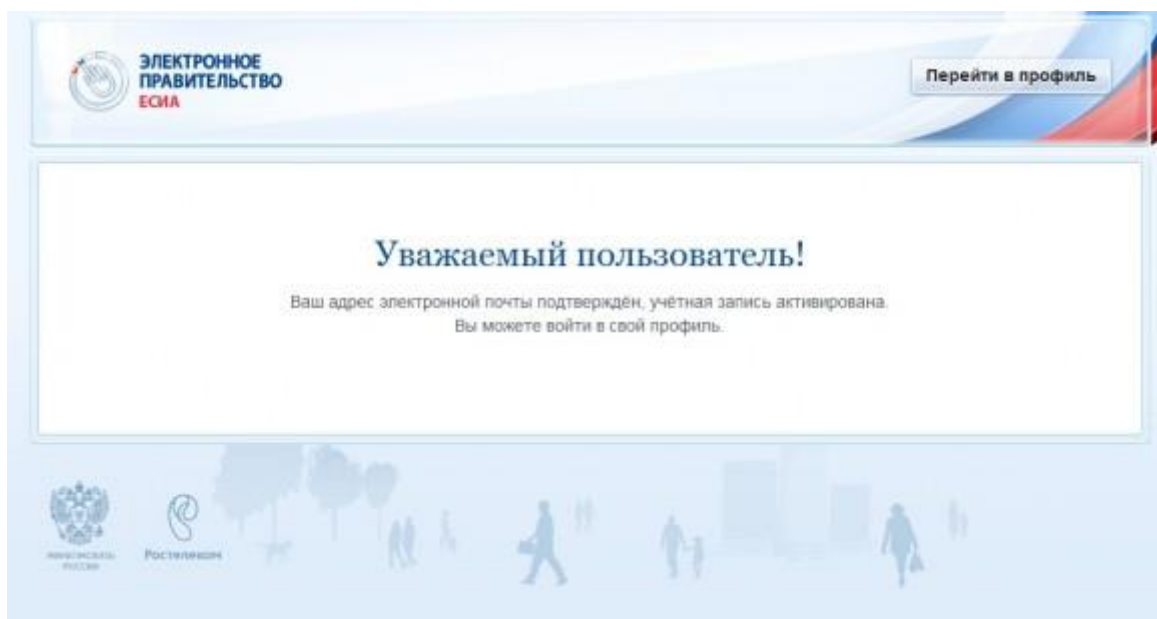 ЭЛЕКТРОННОЕ
ПРАВИТЕЛЬСТВО
ЕСИА
Перейти в профиль
Уважаемый пользователь!
Ваш адрес электронной почты подтверждён, учётная запись активирована.
Вы можете войти в свой профиль.
Ростелеком
РОССИИ